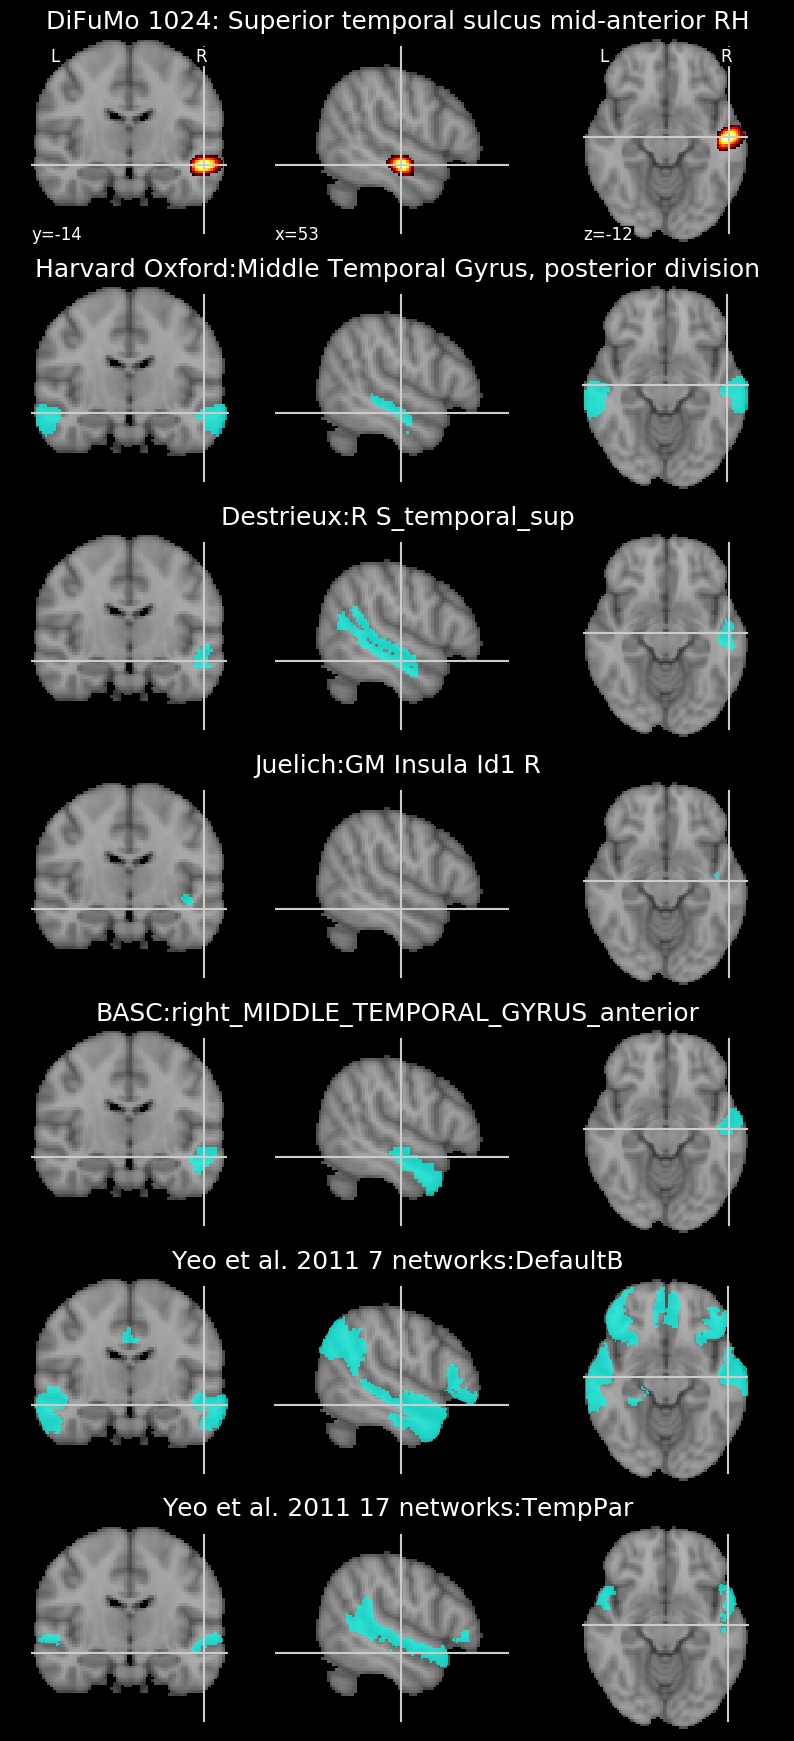 DiFuMo 1024: Superior temporal sulcus mid-anterior RH
L R L R
y=-14 x=53 z=-12
Harvard Oxford:Middle Temporal Gyrus, posterior division
Destrieux:R S_temporal_sup
Juelich:GM Insula Id1 R
BASC:right_MIDDLE_TEMPORAL_GYRUS_anterior
Yeo et al. 2011 7 networks:DefaultB
Yeo et al. 2011 17 networks:TempPar